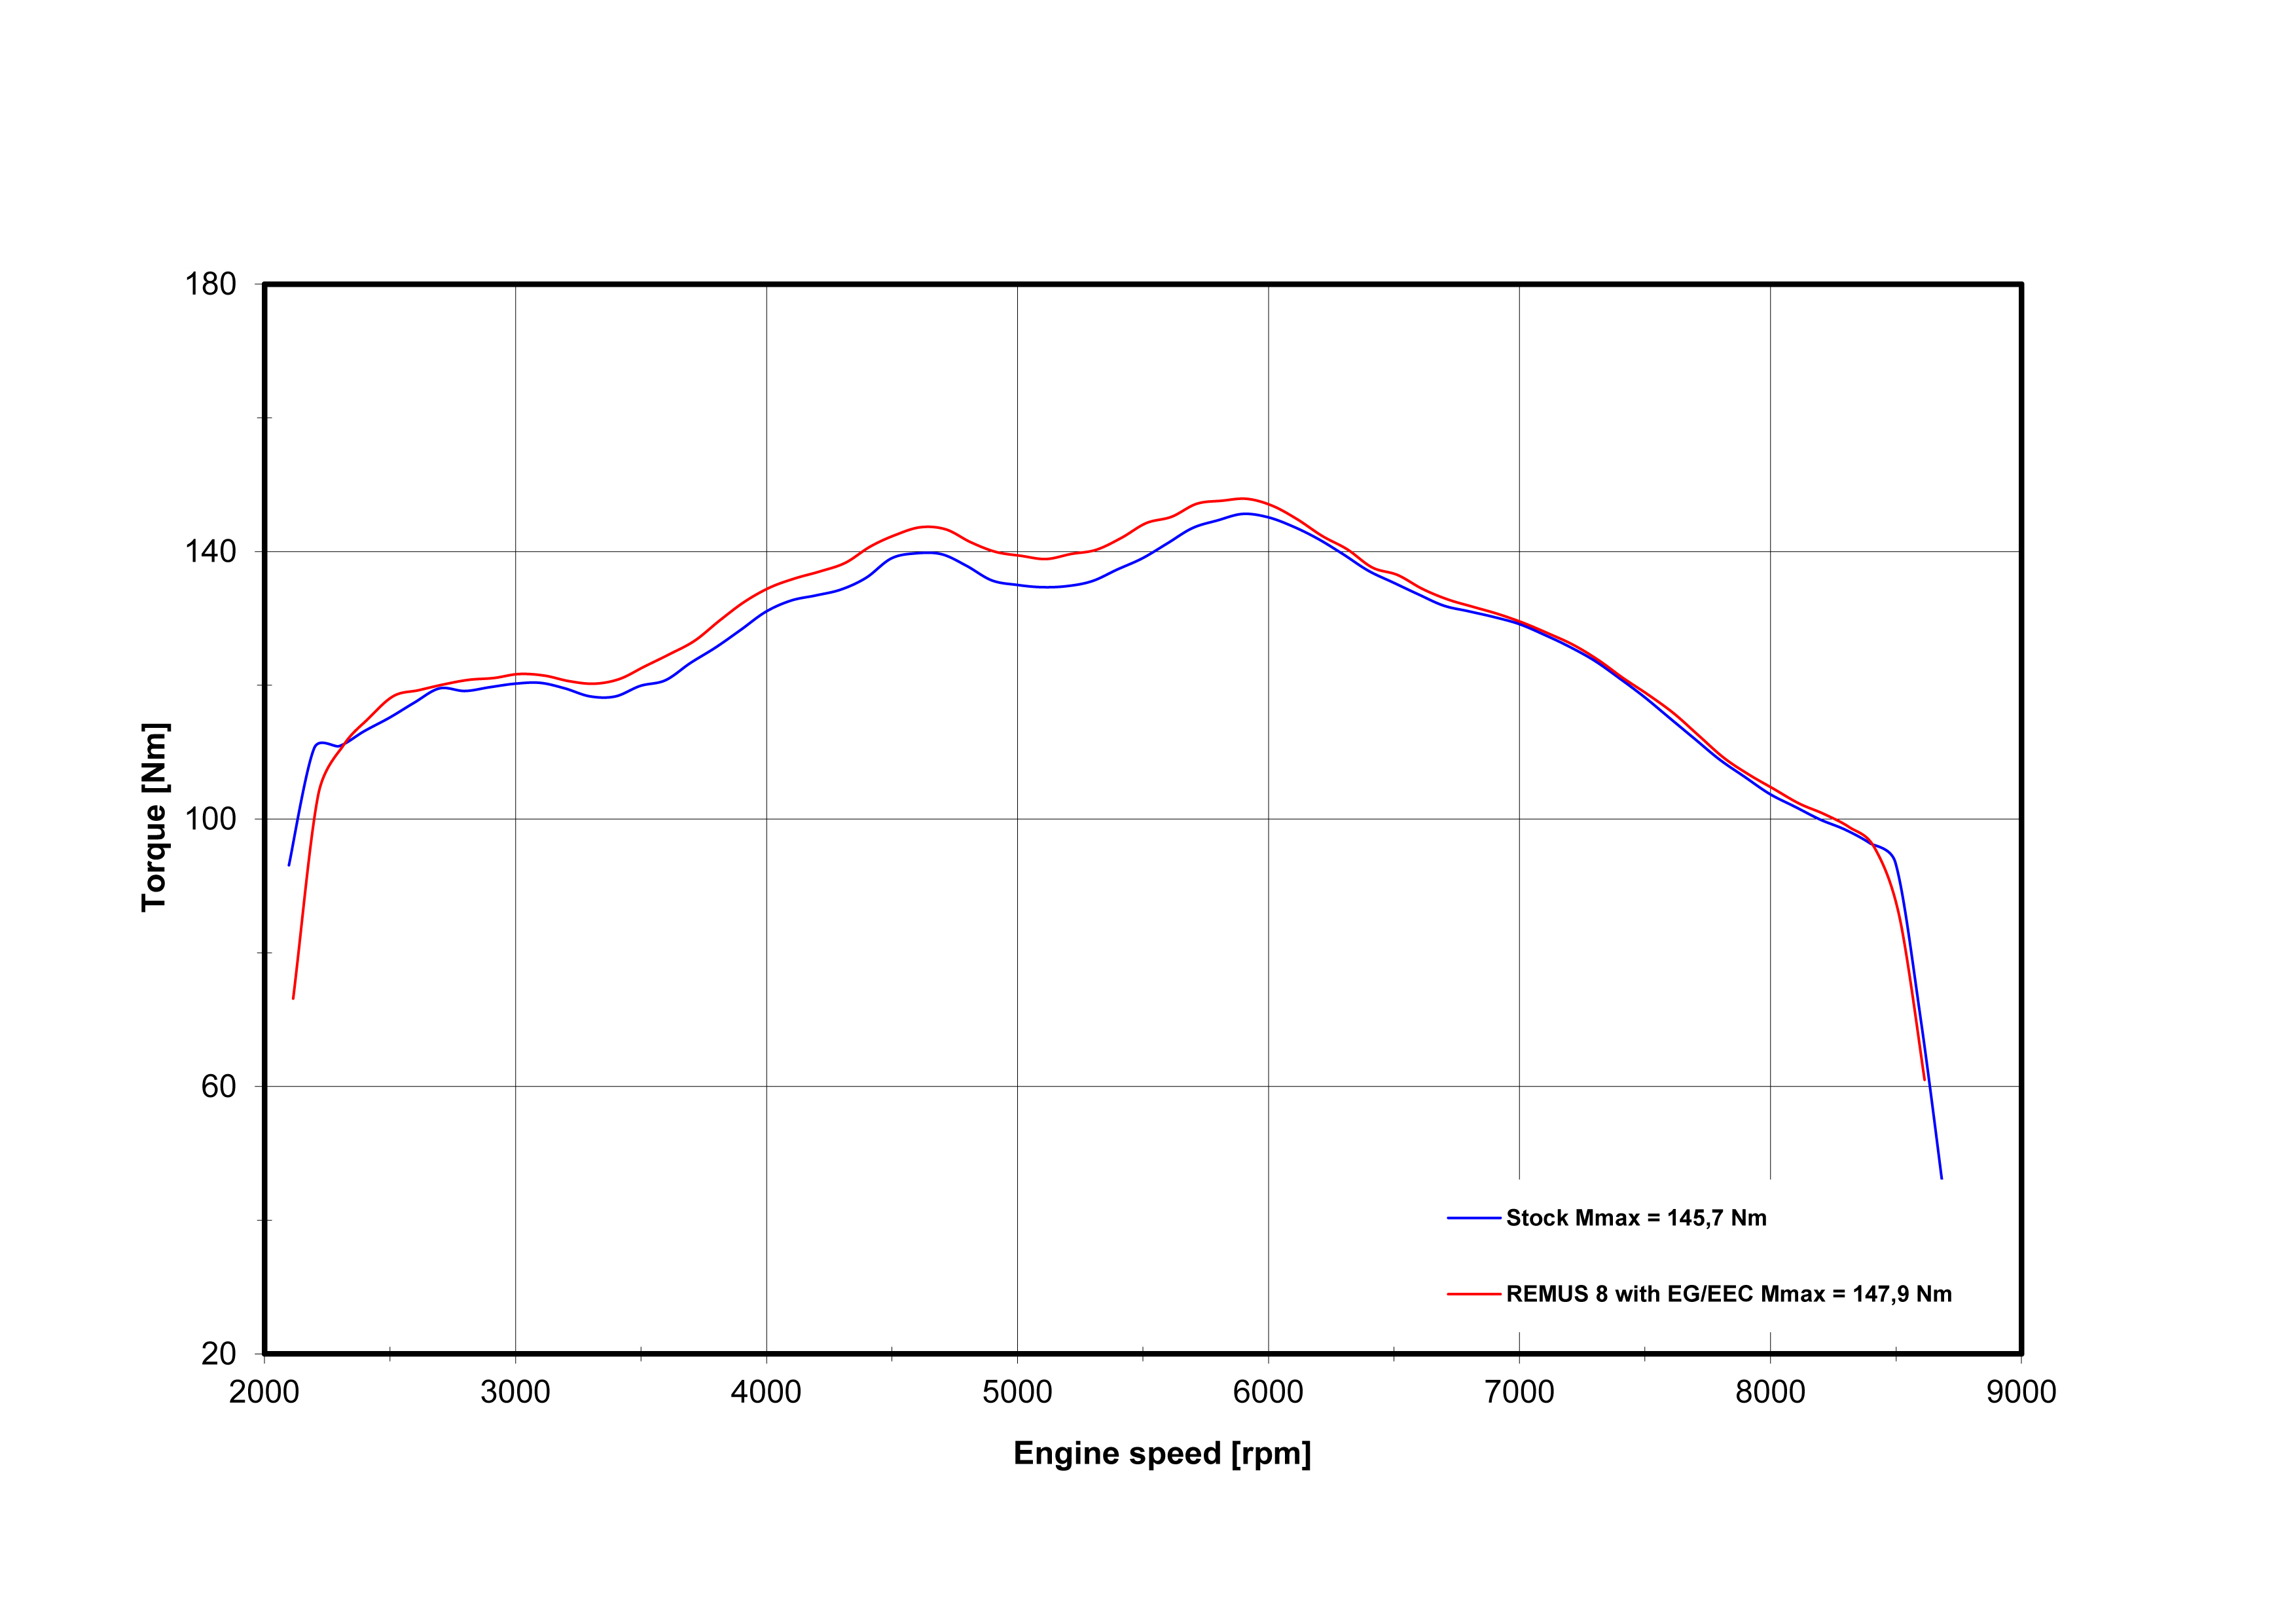 180
140
100
60
20
Torque [Nm]
Stock Mmax = 145,7 Nm
REMUS 8 with EG/EEC Mmax = 147,9 Nm
2000 3000 4000 5000 6000 7000 8000 9000
Engine speed [rpm]